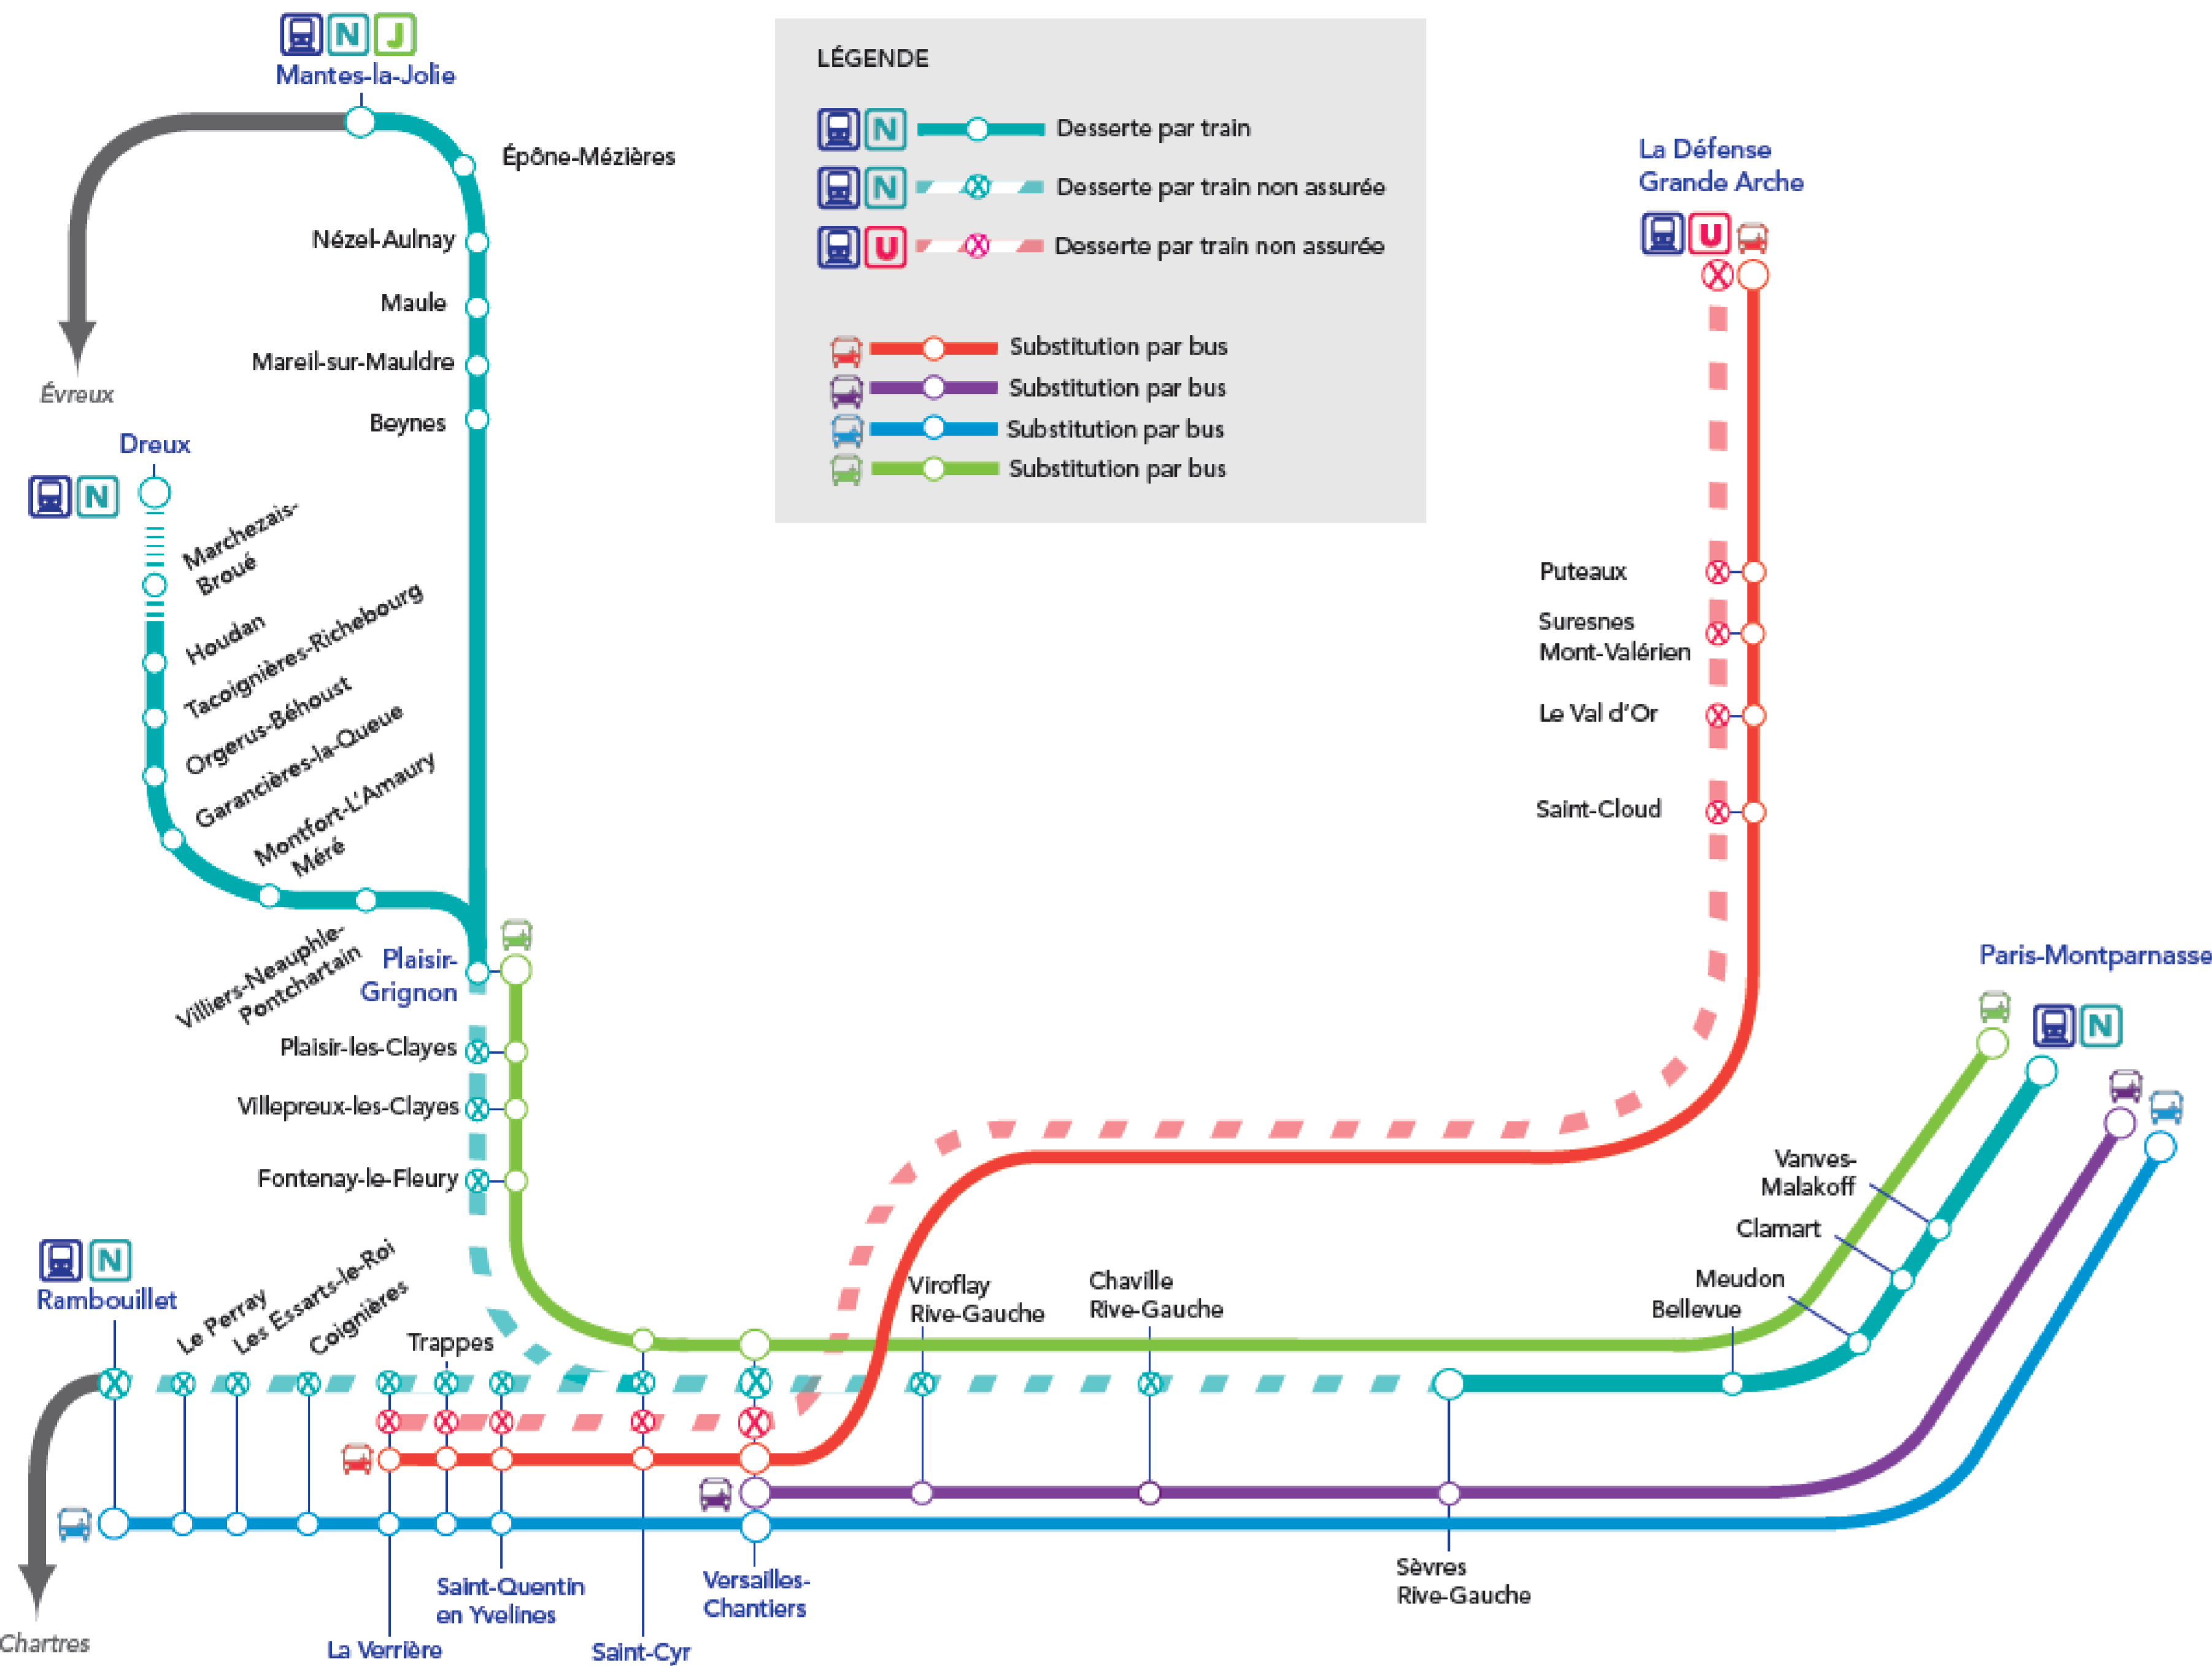 N J
Mantes-la-Jolie
Épône-Mézières
Nézel-Aulnay
Maule
Mareil-sur-Mauldre
Beynes
Évreux
Dreux
N
Marchezais-
Broué
Houdan
Tacoignières-Richebourg
Orgerus-Béhoust
Garancières-la-Queue
Montfort-L'Amaury
Méré
Villiers-Neauphle-
Pontchartain
Plaisir-
Grignon
Plaisir-les-Clayes
Villepreux-les-Clayes
Fontenay-le-Fleury
LÉGENDE
N Desserte par train
N Desserte par train non assurée
U Desserte par train non assurée
Substitution par bus
Substitution par bus
Substitution par bus
Substitution par bus
La Défense
Grande Arche
U
Puteaux
Suresnes
Mont-Valérien
Le Val d'Or
Saint-Cloud
Paris-Montparnasse
N
Vanves-
Malakoff
Clamart
Meudon
Bellevue
Chaville
Rive-Gauche
Viroflay
Rive-Gauche
N
Rambouillet
Le Perray
Les Essarts-le-Roi
Coignières
Trappes
Chartres
La Verrière
Saint-Quentin
en Yvelines
Saint-Cyr
Versailles-
Chantiers
Sèvres
Rive-Gauche